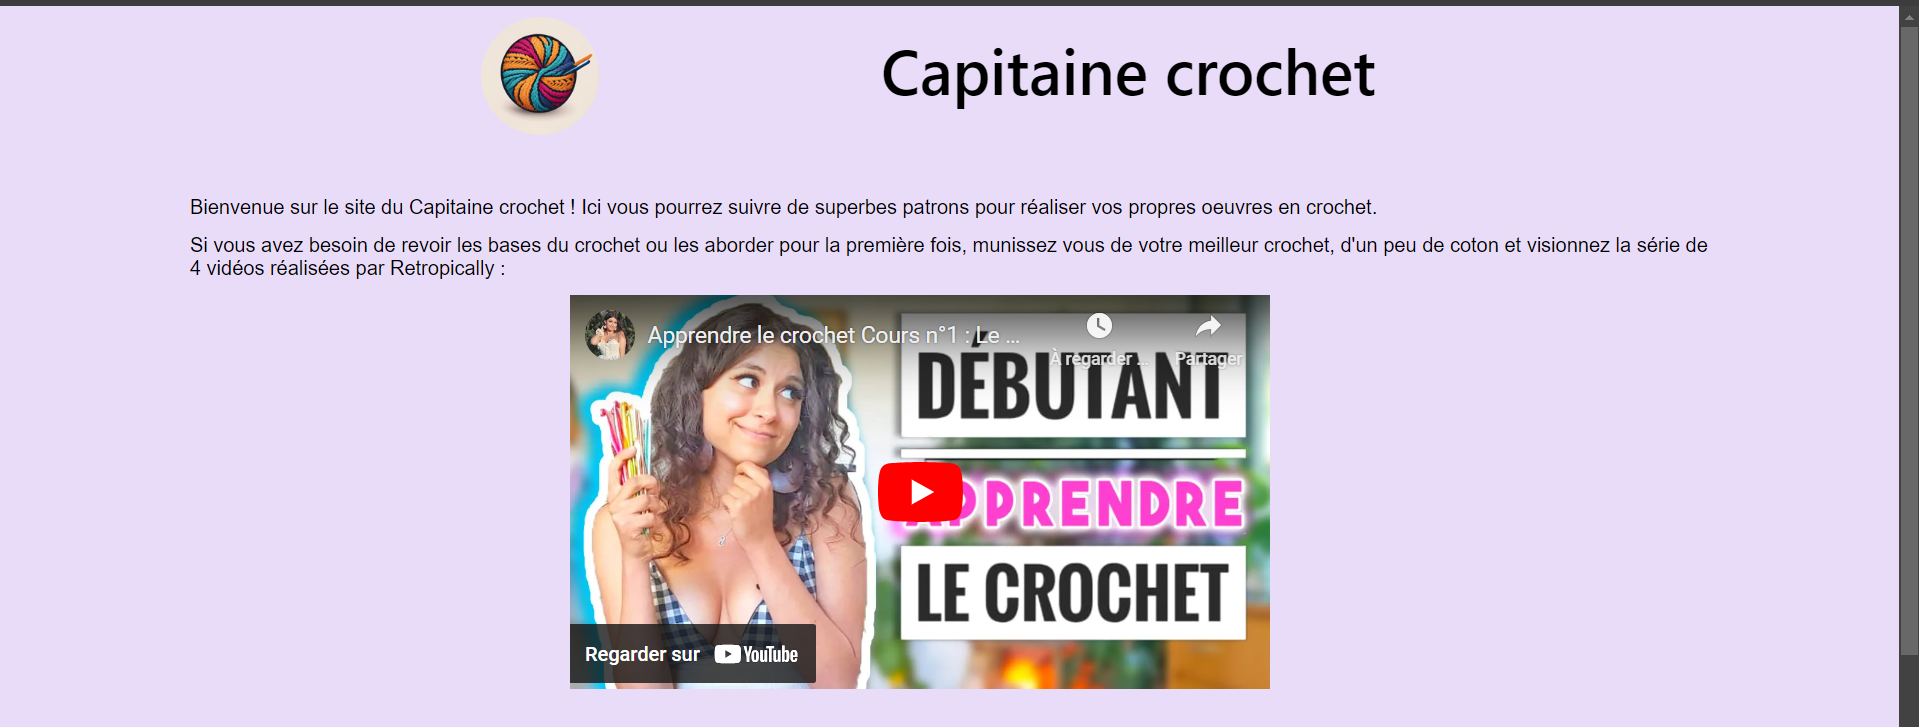 Capitaine crochet
Bienvenue sur le site du Capitaine crochet ! Ici vous pourrez suivre de superbes patrons pour réaliser vos propres oeuvres en crochet.
Si vous avez besoin de revoir les bases du crochet ou les aborder pour la première fois, munissez vous de votre meilleur crochet, d'un peu de coton et visionnez la série de
4 vidéos réalisées par Retropically :
Apprendre le crochet Cours n°1 : Le ...
À regarder ...
Partager
DÉBUTANT
APPRENDRE
LE CROCHET
Regarder sur YouTube